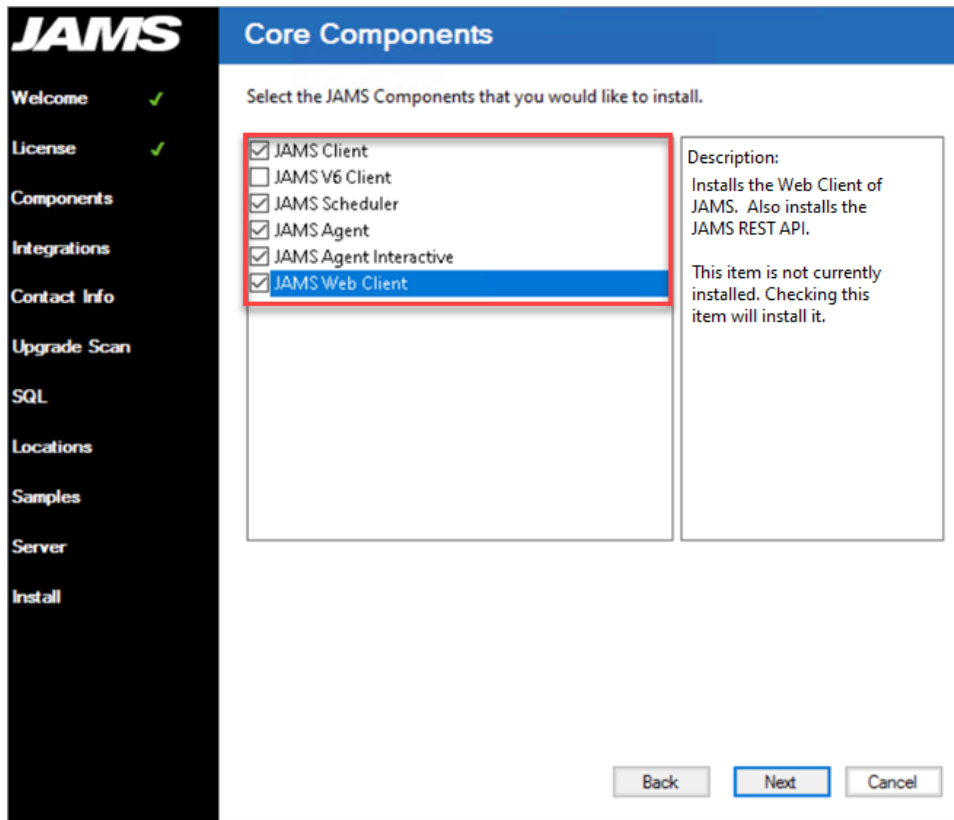 JAMS
Core Components
Welcome
License
Components
Integrations
Contact Info
Upgrade Scan
SQL
Locations
Samples
Server
Install
Select the JAMS Components that you would like to install.
JAMS Client
JAMS V6 Client
JAMS Scheduler
JAMS Agent
JAMS Agent Interactive
JAMS Web Client
Description:
Installs the Web Client of
JAMS.  Also installs the
JAMS REST API.
This item is not currently
installed. Checking this
item will install it.
Back
Next
Cancel